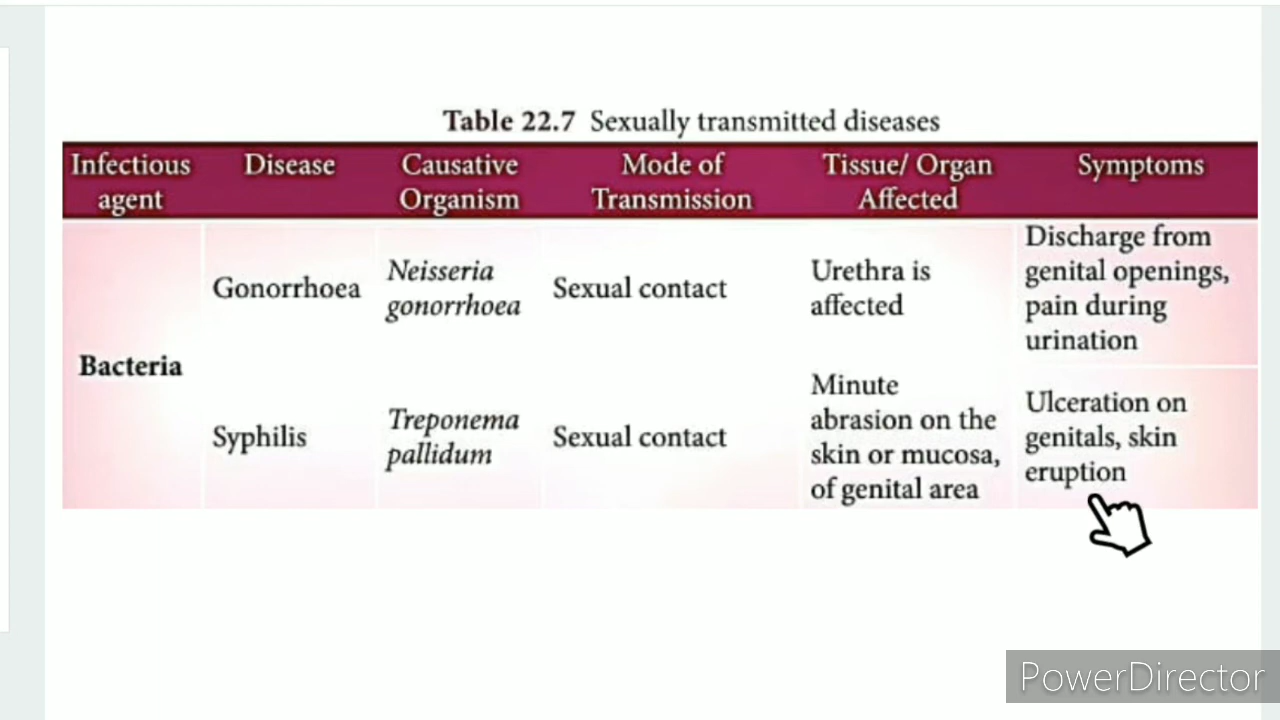 Table 22.7 Sexually transmitted diseases
Infectious agent Disease Causative Organism Mode of Transmission Tissue/ Organ Affected Symptoms
Bacteria
Gonorrhoea Neisseria gonorrhoea Sexual contact Urethra is affected Discharge from genital openings, pain during urination
Syphilis Treponema pallidum Sexual contact Minute abrasion on the skin or mucosa, of genital area Ulceration on genitals, skin eruption
PowerDirector